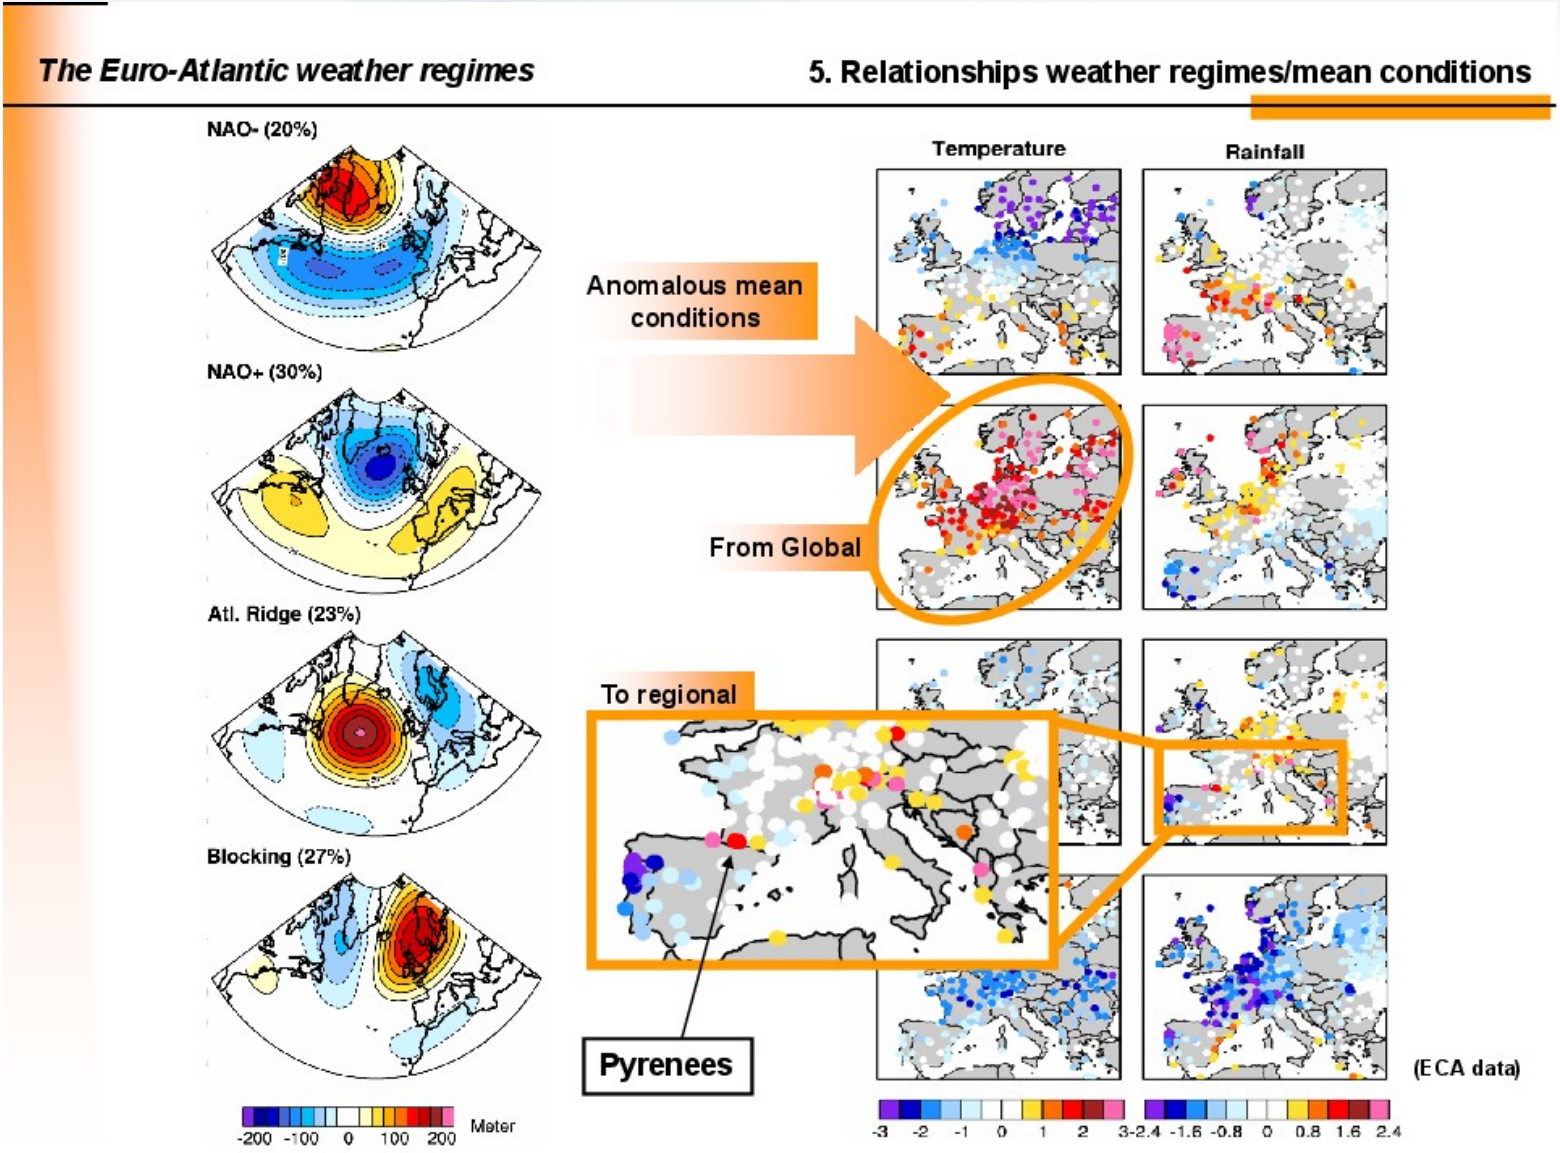 The Euro-Atlantic weather regimes
5. Relationships weather regimes/mean conditions
NAO- (20%)
NAO+ (30%)
Atl. Ridge (23%)
Blocking (27%)
-200 -100 0 100 200 Meter
Anomalous mean
conditions
From Global
To regional
Pyrenees
Temperature
Rainfall
-3 -2 -1 0 1 2 3
-2.4 -1.6 -0.8 0 0.8 1.6 2.4
(ECA data)